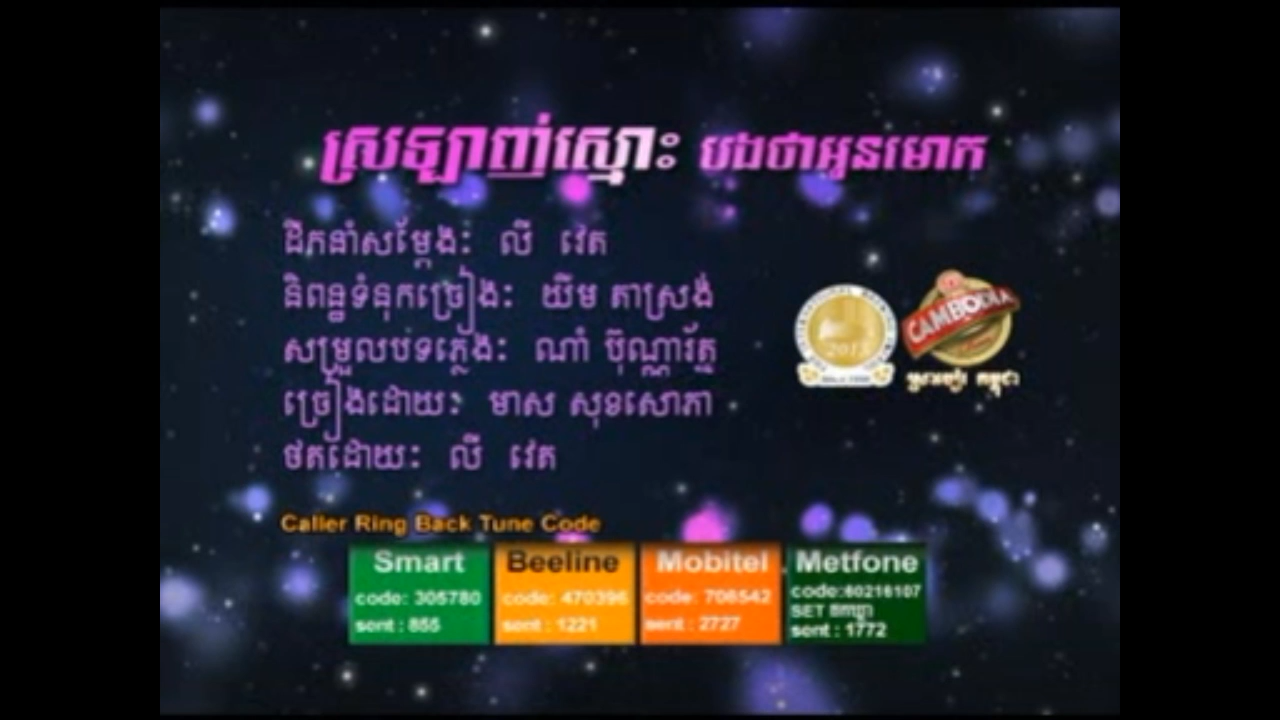 ស្រឡាញ់ស្មោះ បងថាអូនមោក
ដឹកនាំសម្តែងៈ លី វេត
និពន្ឋទំនុកច្រៀងៈ យឹម តាស្រង់
សម្រួលបទភ្លេងៈ ណាំ ប៊ុណ្ណារ័ត្ន
ច្រៀងដោយៈ មាស សុខសោភា
ថតដោយៈ លី វេត
CAMBODIA
2012
Caller Ring Back Tune Code
Smart
code: 305780
sent : 855
Beeline
code: 470396
sent : 1221
Mobitel
code: 706542
sent : 2727
Metfone
code:60216107
SET
sent : 1772